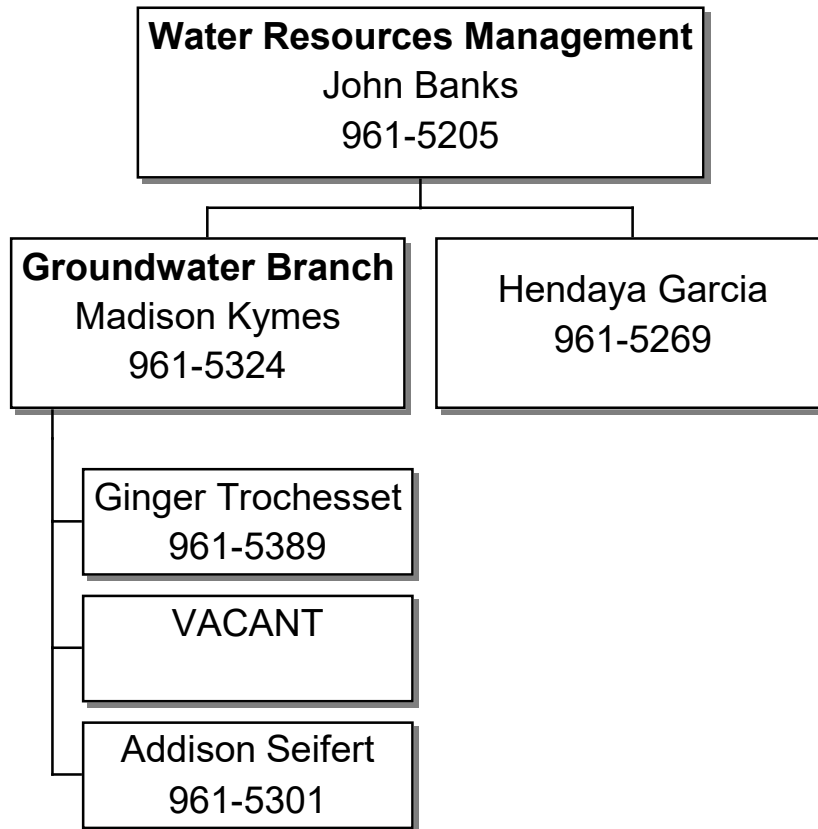 Water Resources Management
John Banks
961-5205
Groundwater Branch
Madison Kymes
961-5324
Hendaya Garcia
961-5269
Ginger Trochesset
961-5389
VACANT
Addison Seifert
961-5301